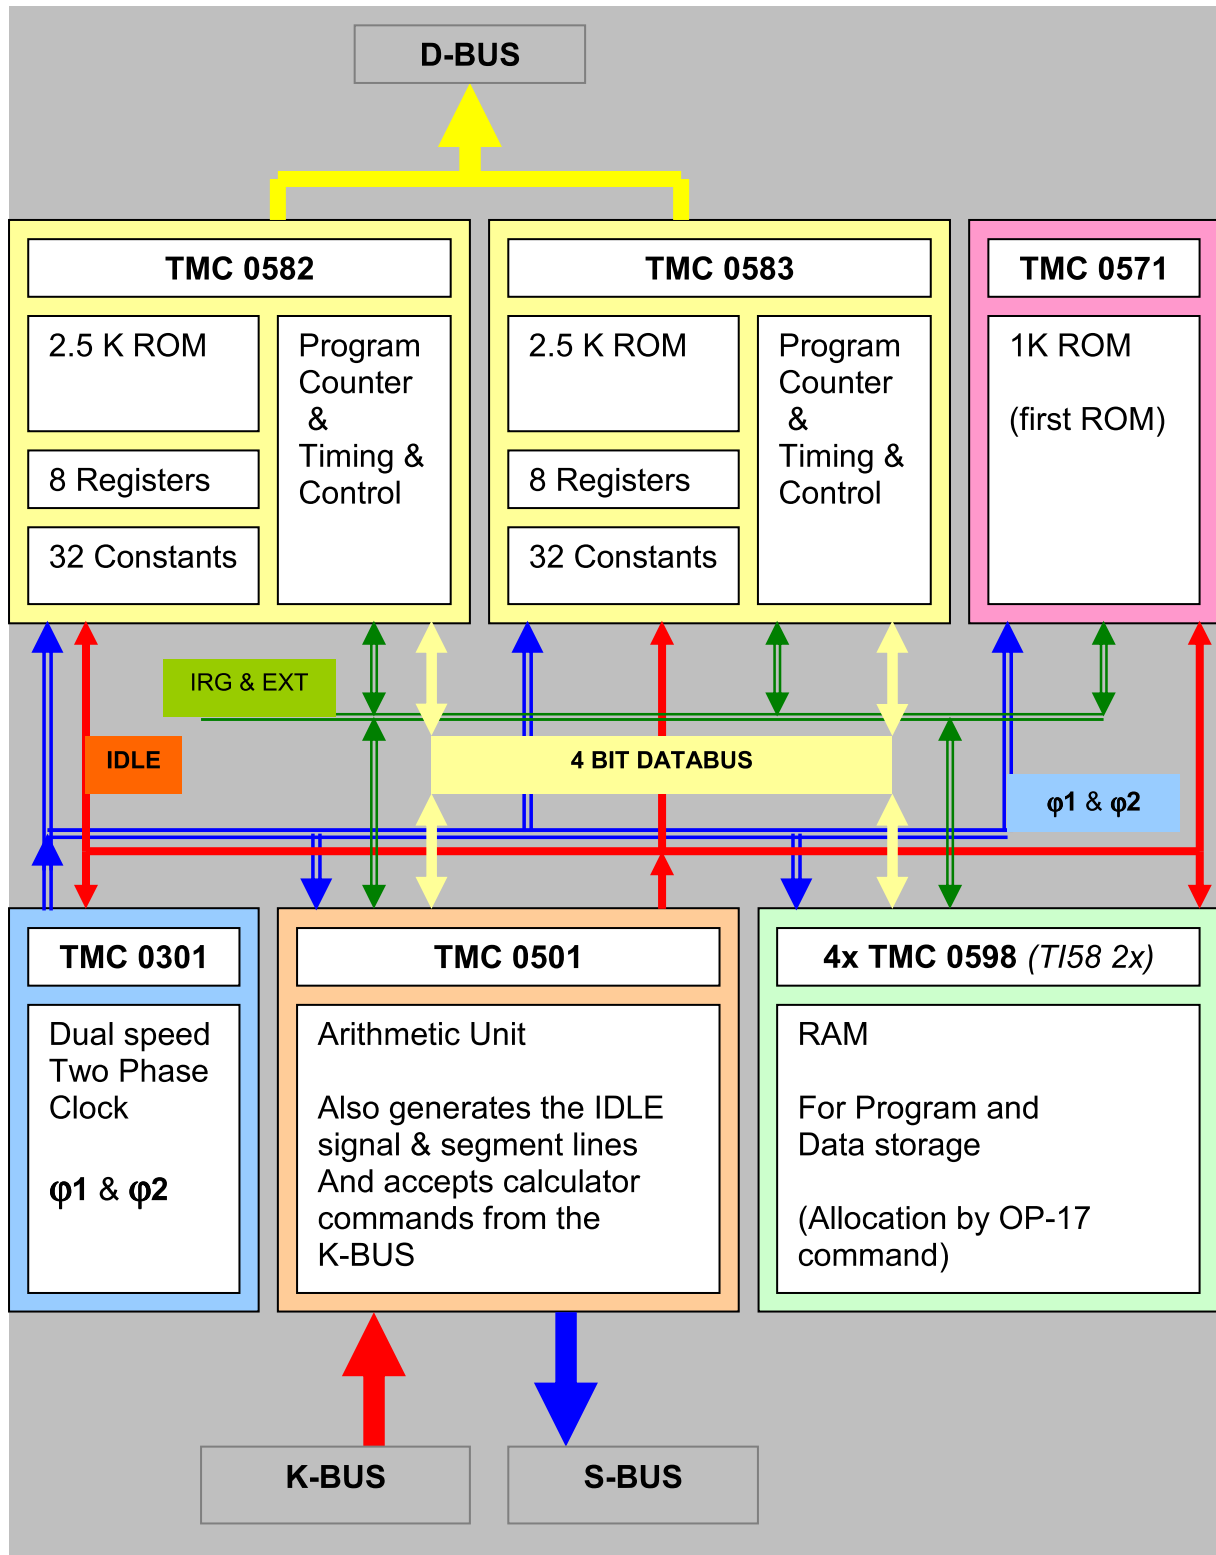 D-BUS
TMC 0582
2.5 K ROM
8 Registers
32 Constants
Program
Counter
&
Timing &
Control
TMC 0583
2.5 K ROM
8 Registers
32 Constants
Program
Counter
&
Timing &
Control
TMC 0571
1K ROM
(first ROM)
IRG & EXT
IDLE
4 BIT DATABUS
φ1 & φ2
TMC 0301
Dual speed
Two Phase
Clock
φ1 & φ2
TMC 0501
Arithmetic Unit
Also generates the IDLE
signal & segment lines
And accepts calculator
commands from the
K-BUS
4x TMC 0598 (TI58 2x)
RAM
For Program and
Data storage
(Allocation by OP-17
command)
K-BUS
S-BUS